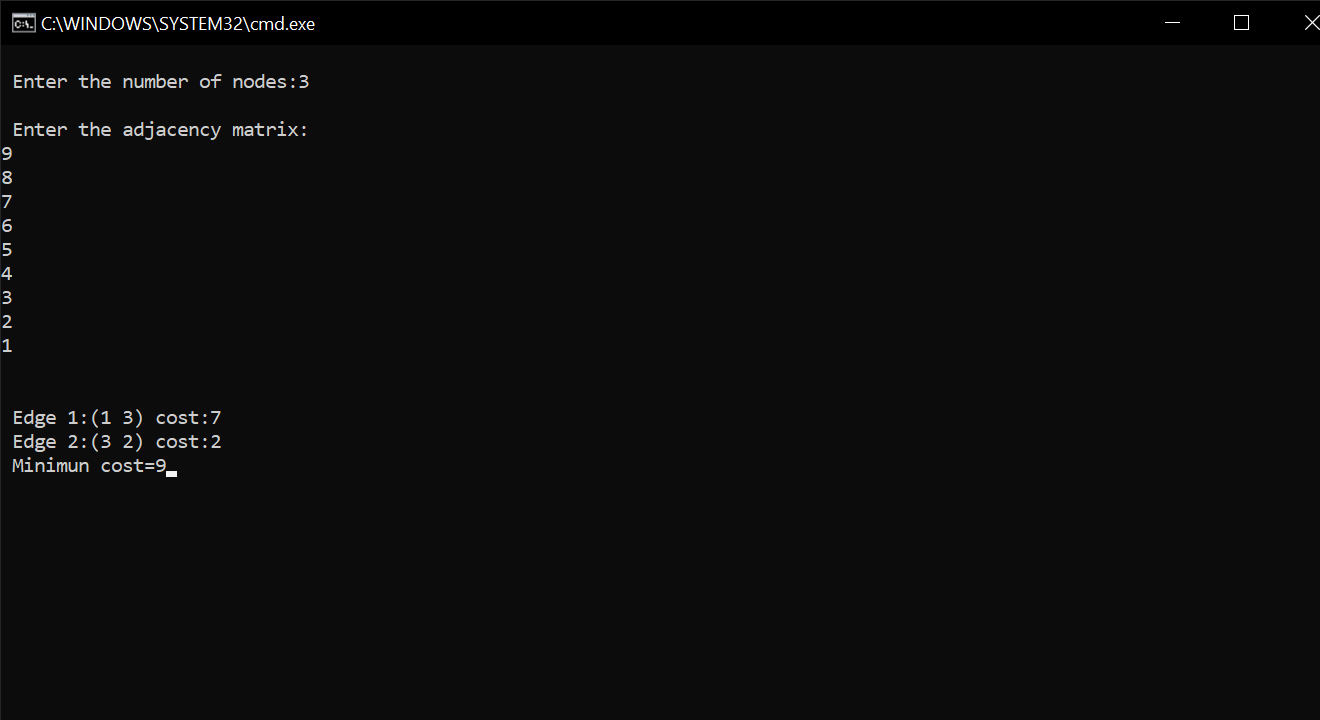 C:\WINDOWS\SYSTEM32\cmd.exe
Enter the number of nodes:3
Enter the adjacency matrix:
9
8
7
6
5
4
3
2
1
Edge 1:(1 3) cost:7
Edge 2:(3 2) cost:2
Minimun cost=9